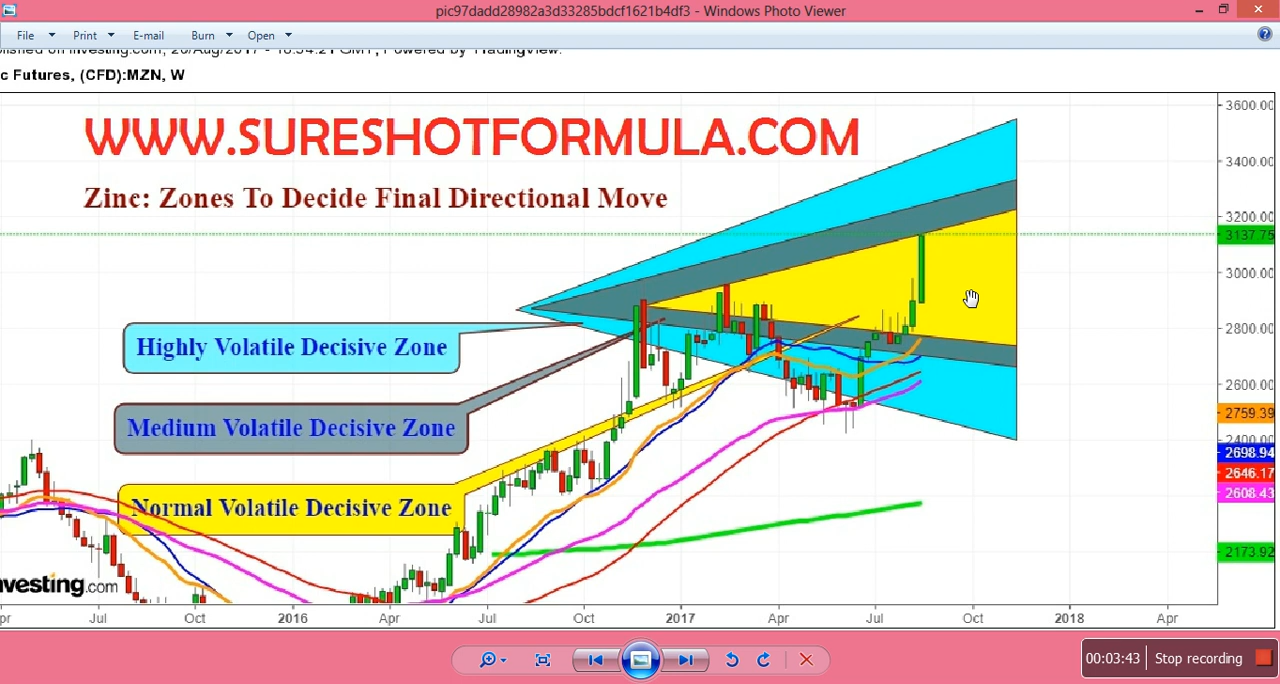 pic97dadd28982a3d33285bdcf1621b4df3 - Windows Photo Viewer
File Print E-mail Burn Open
c Futures, (CFD):MZN, W
WWW.SURESHOTFORMULA.COM
Zinc: Zones To Decide Final Directional Move
Highly Volatile Decisive Zone
Medium Volatile Decisive Zone
Normal Volatile Decisive Zone
3600.00
3400.00
3200.00
3137.75
3000.00
2800.00
2600.00
2759.39
2400.00
2698.94
2646.17
2608.43
2173.92
nvesting.com
Jul Oct 2016 Apr Jul Oct 2017 Apr Jul Oct 2018 Apr
00:03:43 Stop recording